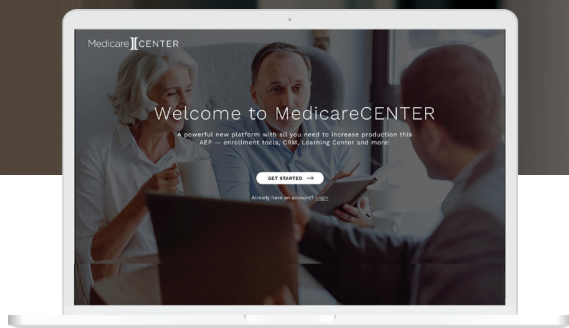 Medicare][CENTER
Welcome to MedicareCENTER
A powerful new platform with all you need to increase production this
AEP — enrollment tools, CRM, Learning Center and more!
GET STARTED →
Already have an account? Login